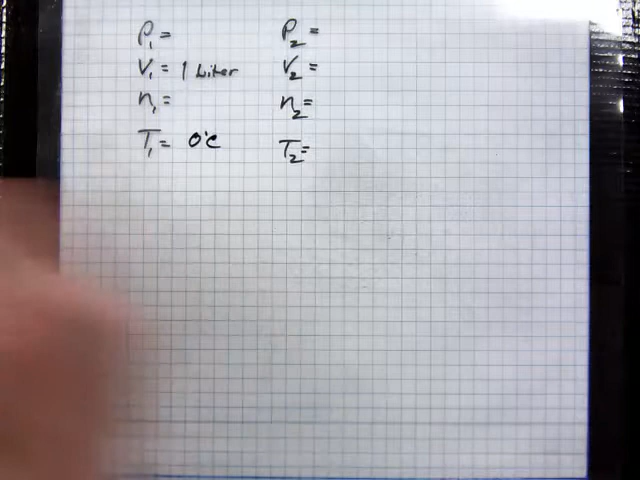 P₁ = P₂ =
V₁ = 1 Liter V₂ =
n₁ = n₂ =
T₁ = 0°C T₂ =